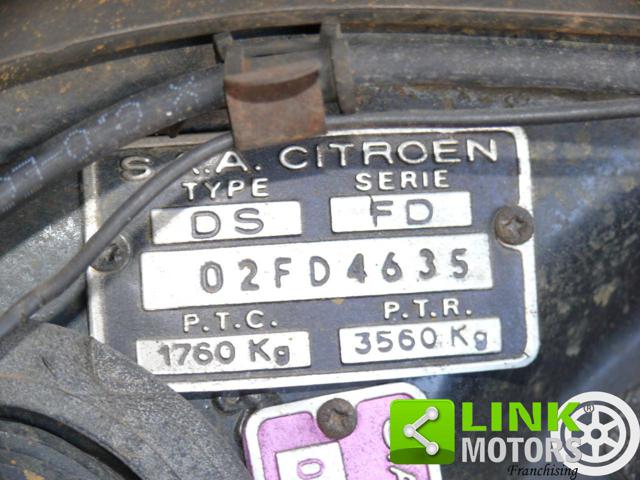 S.A. CITROEN
TYPE SERIE
DS FD
02FD4635
P.T.C. P.T.R.
1760 Kg 3560 Kg
LINK
MOTORS
Franchising